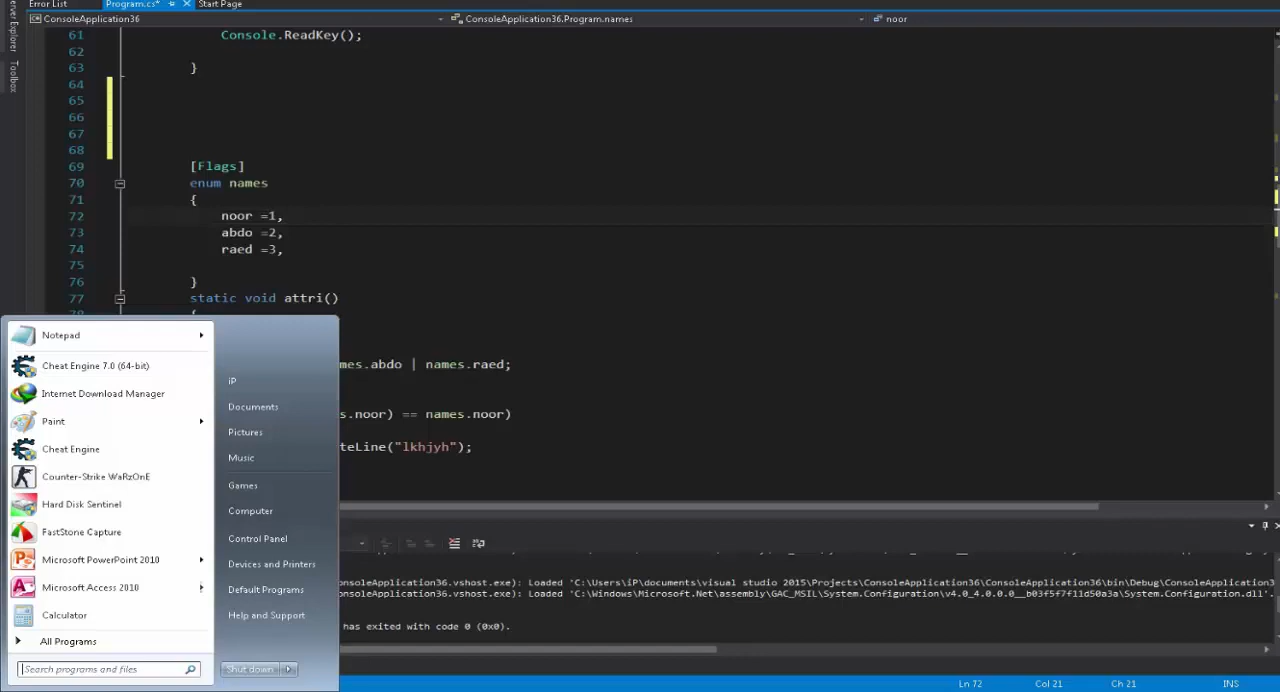 Error List
Program.cs*
Start Page
ConsoleApplication36
ConsoleApplication36.Program.names
noor
Server Explorer
Toolbox
61 Console.ReadKey();
62
63 }
64
65
66
67
68
69 [Flags]
70 enum names
71 {
72 noor =1,
73 abdo =2,
74 raed =3,
75
76 }
77 static void attri()
{
mes.abdo | names.raed;
s.noor) == names.noor)
teLine("lkhjyh");
Notepad
Cheat Engine 7.0 (64-bit)
Internet Download Manager
Paint
Cheat Engine
Counter-Strike WaRzOnE
Hard Disk Sentinel
FastStone Capture
Microsoft PowerPoint 2010
Microsoft Access 2010
Calculator
All Programs
Search programs and files
iP
Documents
Pictures
Music
Games
Computer
Control Panel
Devices and Printers
Default Programs
Help and Support
Shut down
onsoleApplication36.vshost.exe): Loaded 'C:\Users\iP\documents\visual studio 2015\Projects\ConsoleApplication36\ConsoleApplication36\bin\Debug\ConsoleApplication3
onsoleApplication36.vshost.exe): Loaded 'C:\Windows\Microsoft.Net\assembly\GAC_MSIL\System.Configuration\v4.0_4.0.0.0__b03f5f7f11d50a3a\System.Configuration.dll'.
has exited with code 0 (0x0).
Ln 72
Col 21
Ch 21
INS